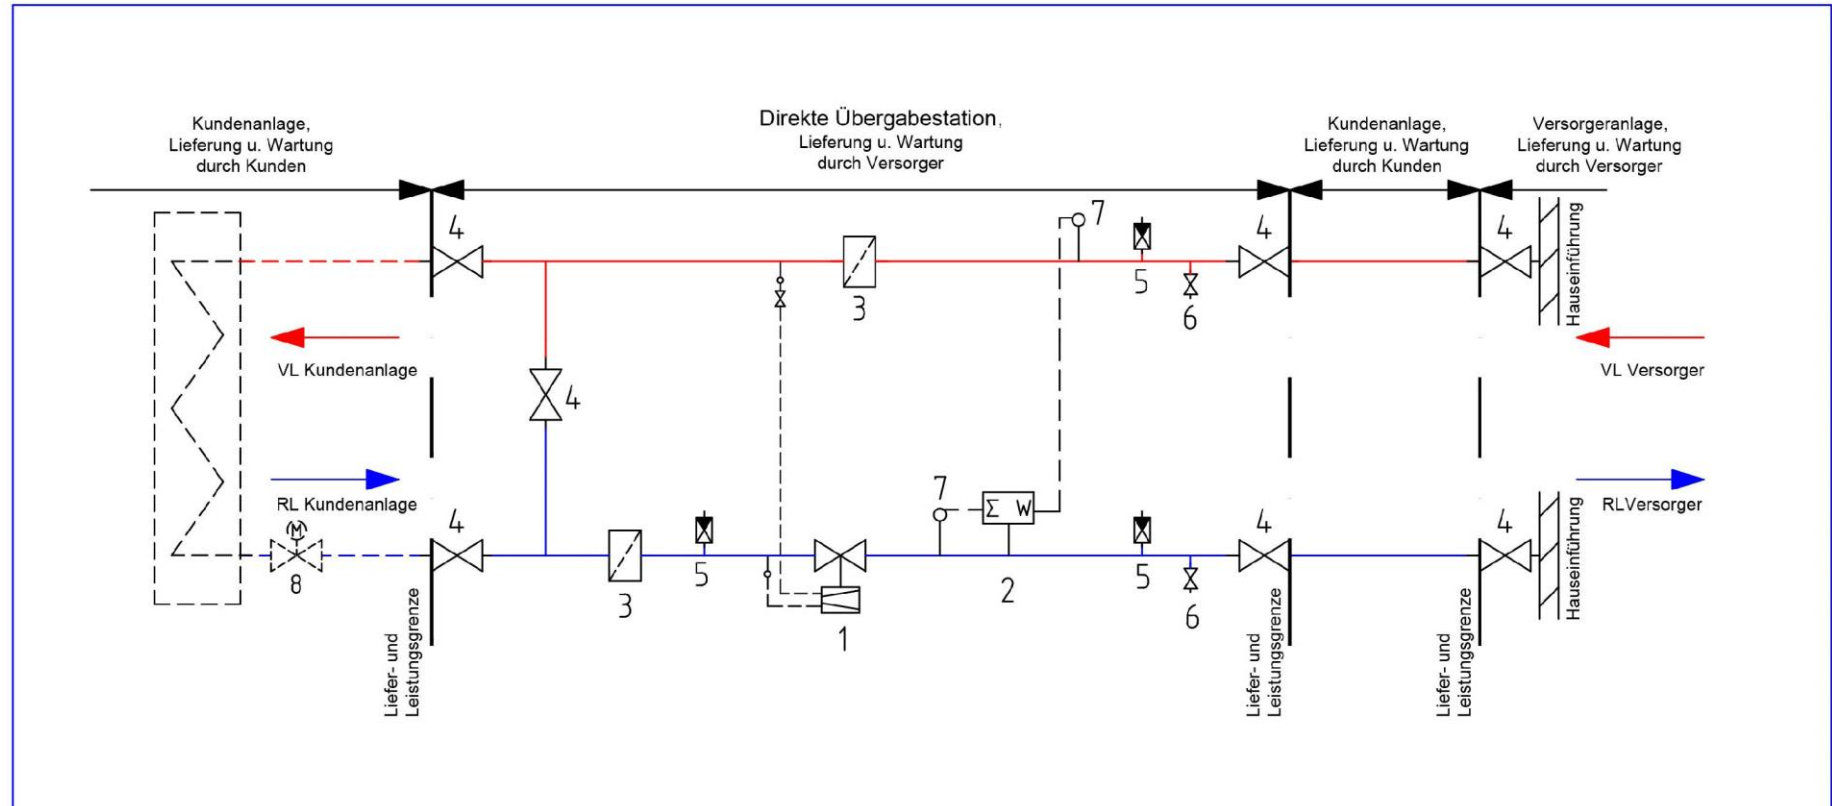 Kundenanlage,
Lieferung u. Wartung
durch Kunden
Direkte Übergabestation,
Lieferung u. Wartung
durch Versorger
Kundenanlage,
Lieferung u. Wartung
durch Kunden
Versorgeranlage,
Lieferung u. Wartung
durch Versorger
4
7
4
4
5
3
6
Hauseinführung
VL Kundenanlage
VL Versorger
4
RL Kundenanlage
RLVersorger
M
8
4
3
5
1
7
Σ W
2
5
6
4
4
Hauseinführung
Liefer- und
Leistungsgrenze
Liefer- und
Leistungsgrenze
Liefer- und
Leistungsgrenze